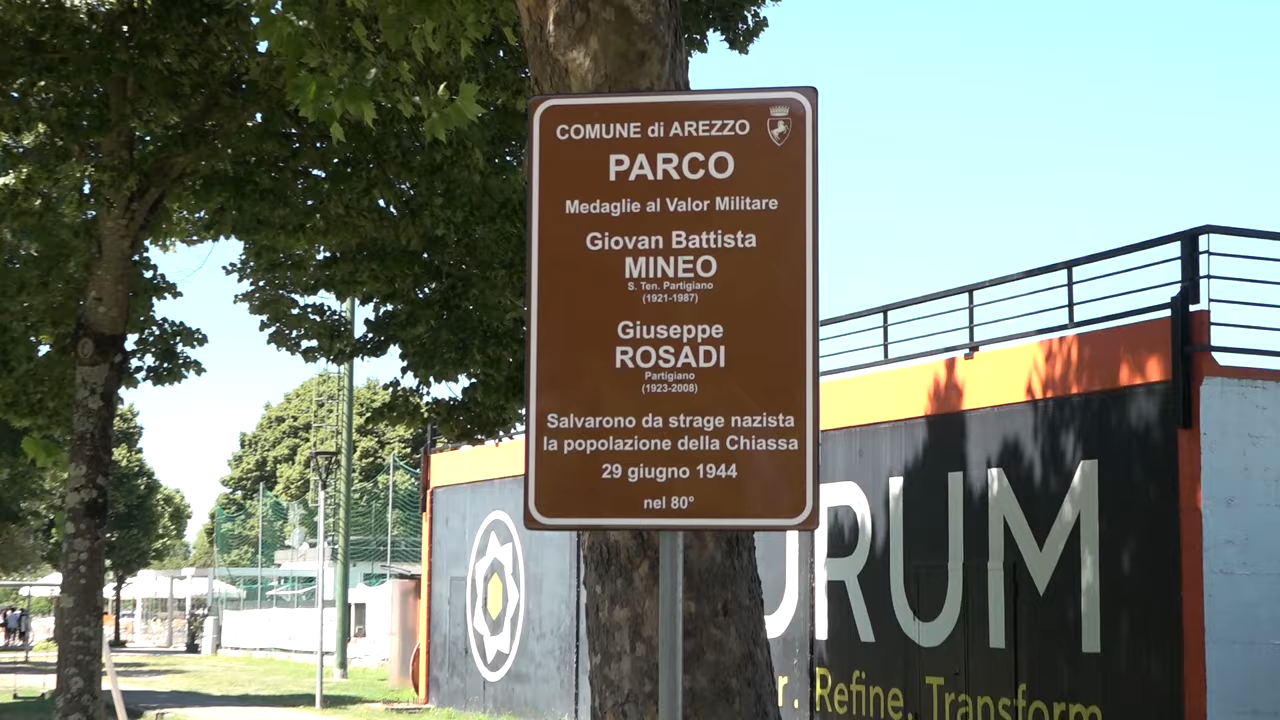 COMUNE di AREZZO
PARCO
Medaglie al Valor Militare
Giovan Battista
MINEO
S. Ten. Partigiano
(1921-1987)
Giuseppe
ROSADI
Partigiano
(1923-2008)
Salvarono da strage nazista
la popolazione della Chiassa
29 giugno 1944
nel 80°
URUM
r. Refine. Transform